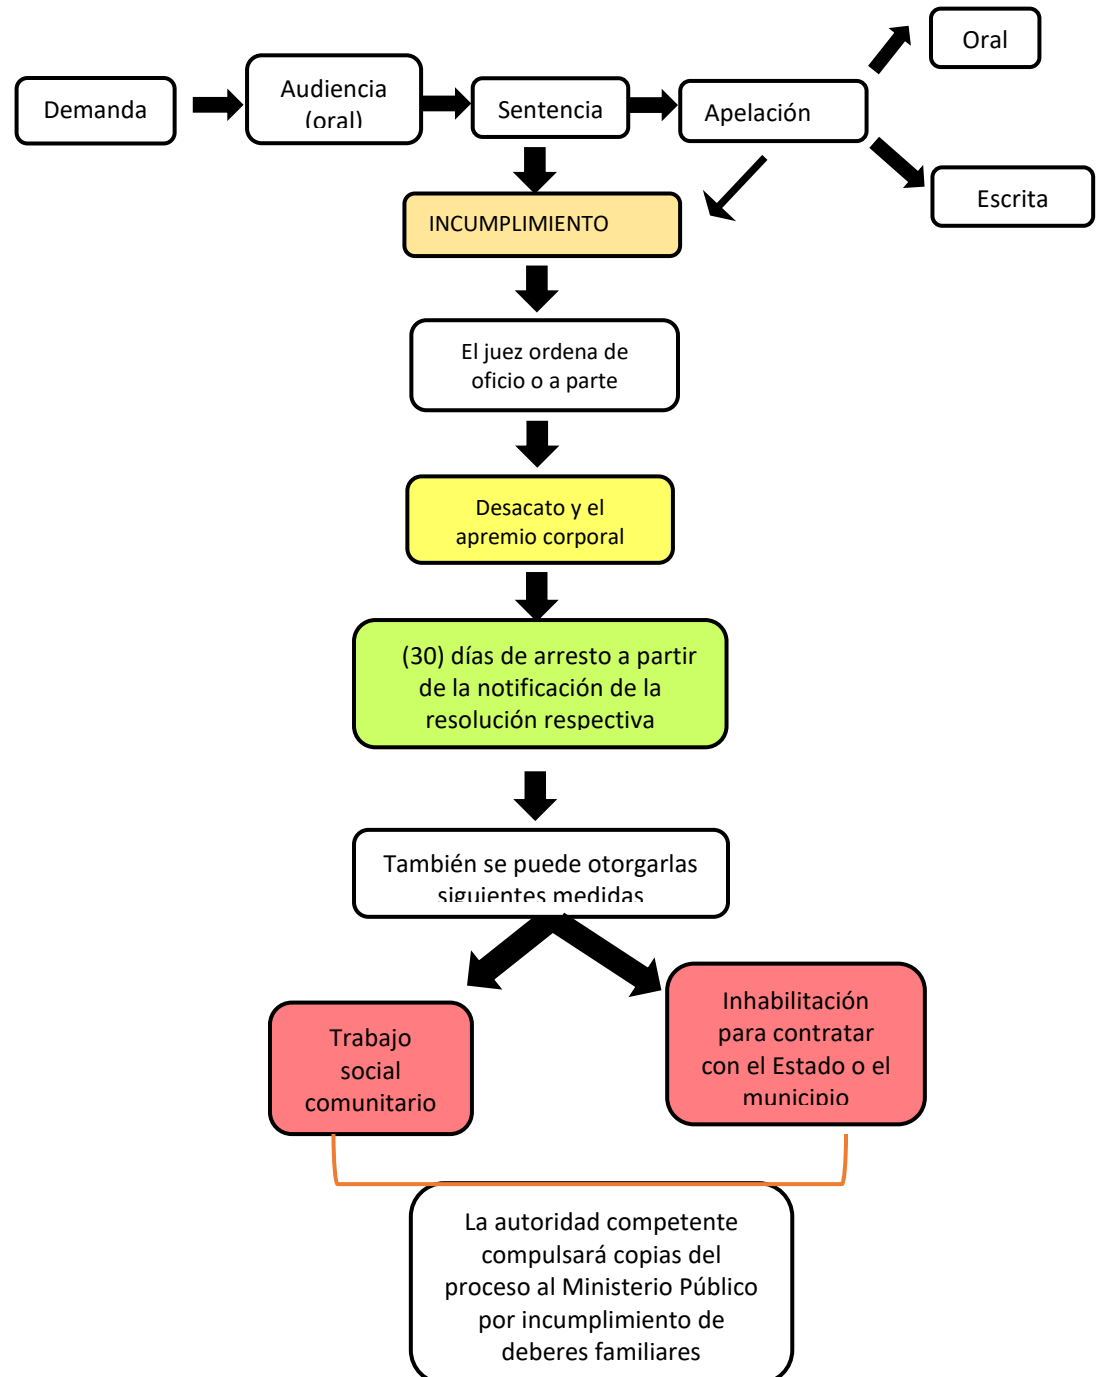 Demanda
Audiencia
(oral)
Sentencia
Apelación
Oral
Escrita
INCUMPLIMIENTO
El juez ordena de
oficio o a parte
Desacato y el
apremio corporal
(30) días de arresto a partir
de la notificación de la
resolución respectiva
También se puede otorgarlas
siguientes medidas
Trabajo
social
comunitario
Inhabilitación
para contratar
con el Estado o el
municipio
La autoridad competente
compulsará copias del
proceso al Ministerio Público
por incumplimiento de
deberes familiares